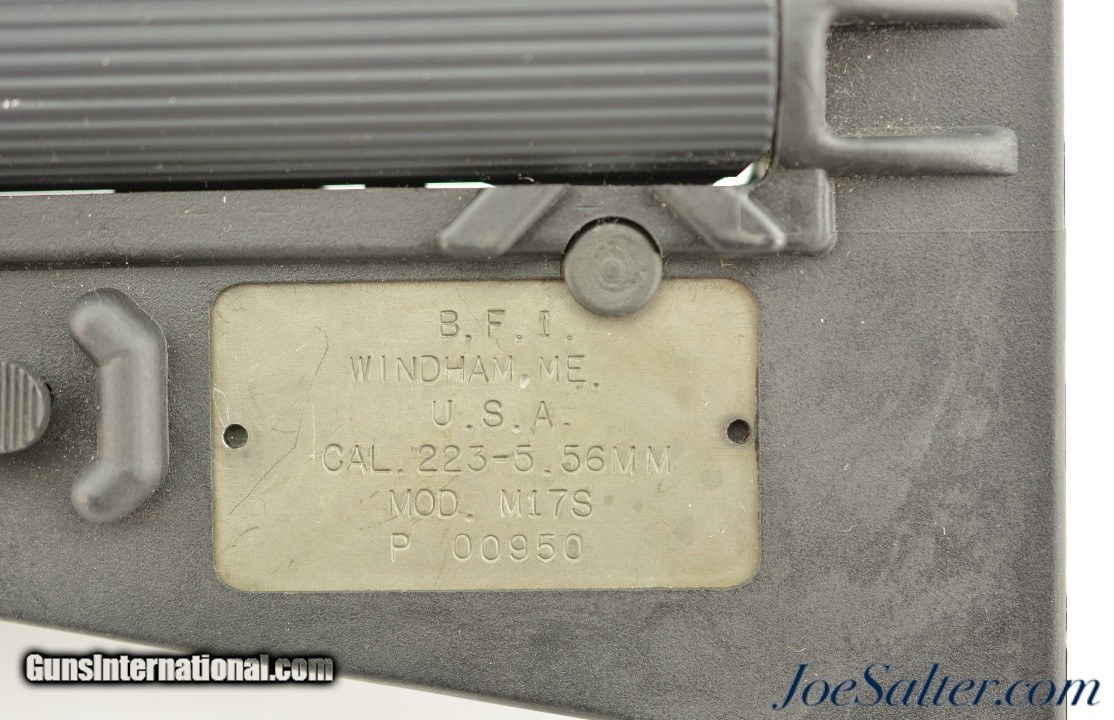 B.F.I.
WINDHAM, ME.
U.S.A.
CAL. 223-5.56MM
MOD. M17S
P 00950
GunsInternational.com
JoeSalter.com